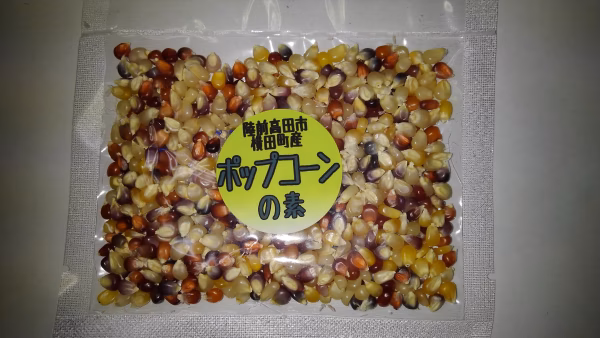 陸前高田市
横田町産
ポップコーン
の素